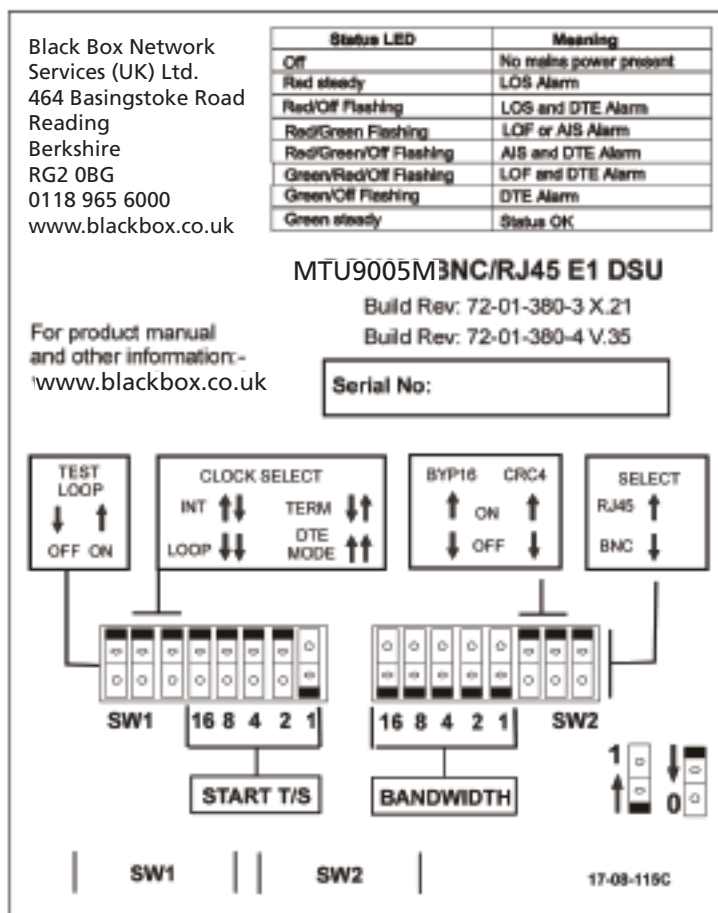 Black Box Network
Services (UK) Ltd.
464 Basingstoke Road
Reading
Berkshire
RG2 0BG
0118 965 6000
www.blackbox.co.uk
Status LED Meaning
Off No mains power present
Red steady LOS Alarm
Red/Off Flashing LOS and DTE Alarm
Red/Green Flashing LOF or AIS Alarm
Red/Green/Off Flashing AIS and DTE Alarm
Green/Red/Off Flashing LOF and DTE Alarm
Green/Off Flashing DTE Alarm
Green steady Status OK
MTU9005M BNC/RJ45 E1 DSU
Build Rev: 72-01-380-3 X.21
Build Rev: 72-01-380-4 V.35
For product manual
and other information:-
www.blackbox.co.uk
Serial No:
TEST
LOOP
OFF ON
CLOCK SELECT
INT TERM
LOOP DTE
MODE
BYP16 CRC4
ON
OFF
SELECT
RJ45
BNC
SW1 16 8 4 2 1
16 8 4 2 1 SW2
START T/S
BANDWIDTH
1
0
SW1 SW2
17-08-116C